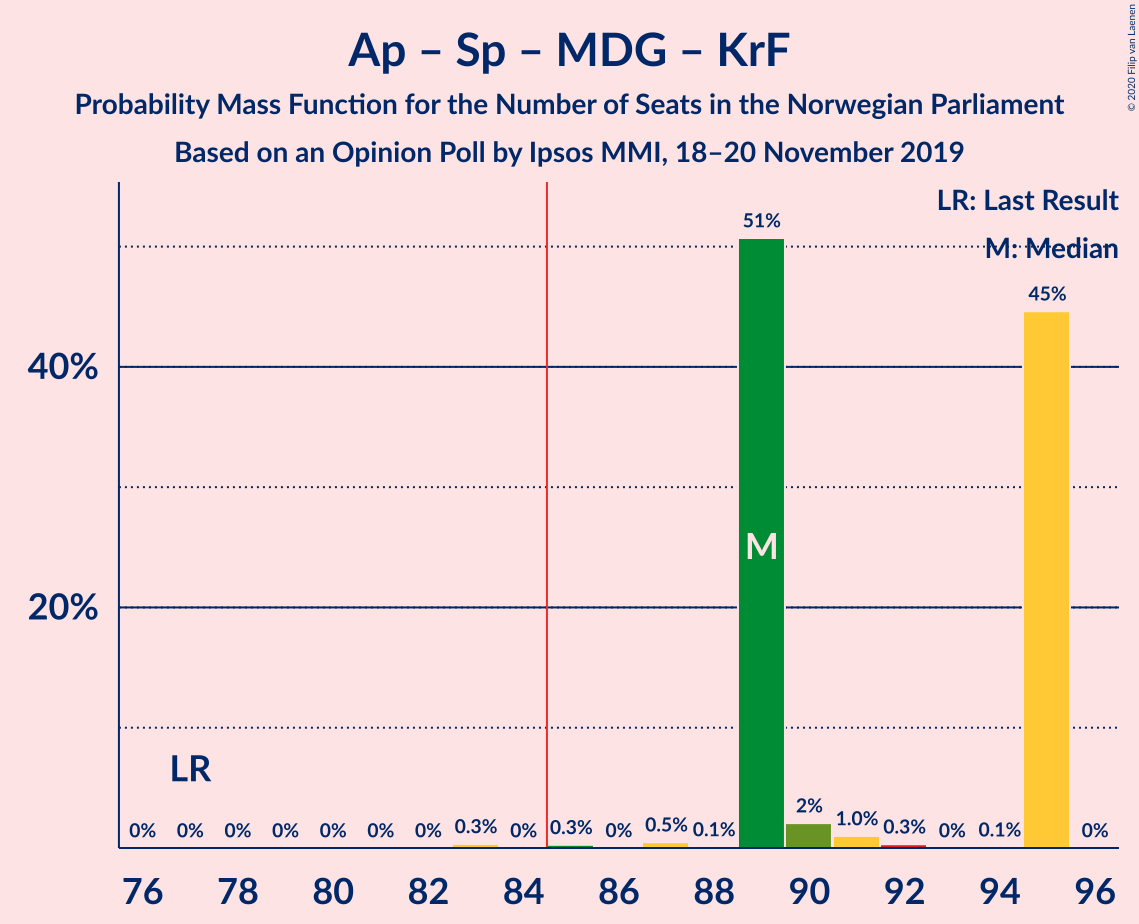 Ap – Sp – MDG – KrF
Probability Mass Function for the Number of Seats in the Norwegian Parliament
Based on an Opinion Poll by Ipsos MMI, 18–20 November 2019
© 2020 Filip van Laenen
LR: Last Result
M: Median
51%
45%
40%
M
20%
LR
0% 0% 0% 0% 0% 0% 0% 0.3% 0% 0.3% 0% 0.5% 0.1% 2% 1.0% 0.3% 0% 0.1% 0%
76 78 80 82 84 86 88 90 92 94 96